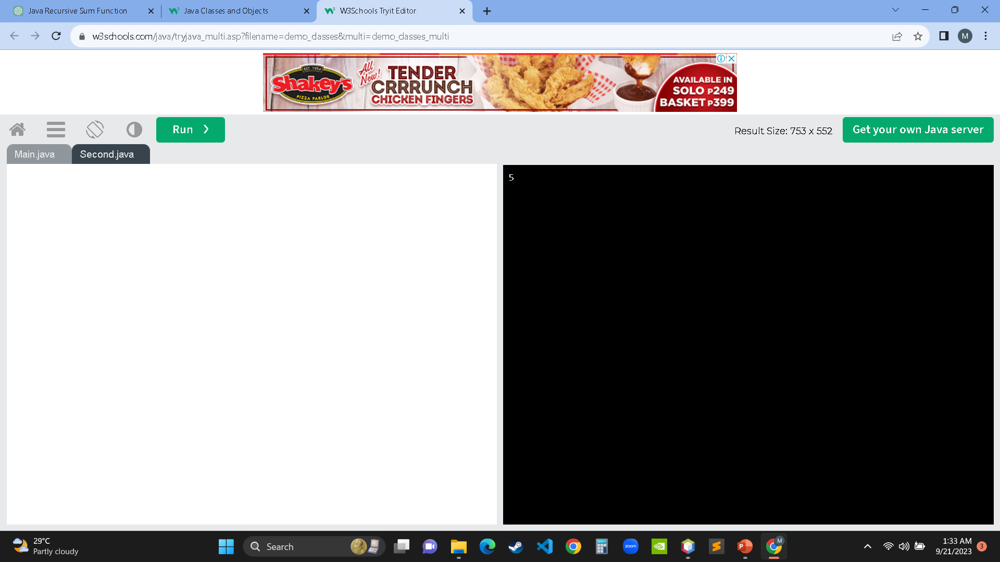 Java Recursive Sum Function
Java Classes and Objects
W3Schools Tryit Editor
w3schools.com/java/tryjava_multi.asp?filename=demo_classes&multi=demo_classes_multi
M
EST. 1954
Shakey's
PIZZA PARLOR
All New!
TENDER
CRRRUNCH
CHICKEN FINGERS
AVAILABLE IN
SOLO P249
BASKET P399
Run ❯
Result Size: 753 x 552
Get your own Java server
Main.java
Second.java
5
29°C
Partly cloudy
Search
zoom
P
M
1:33 AM
9/21/2023
3